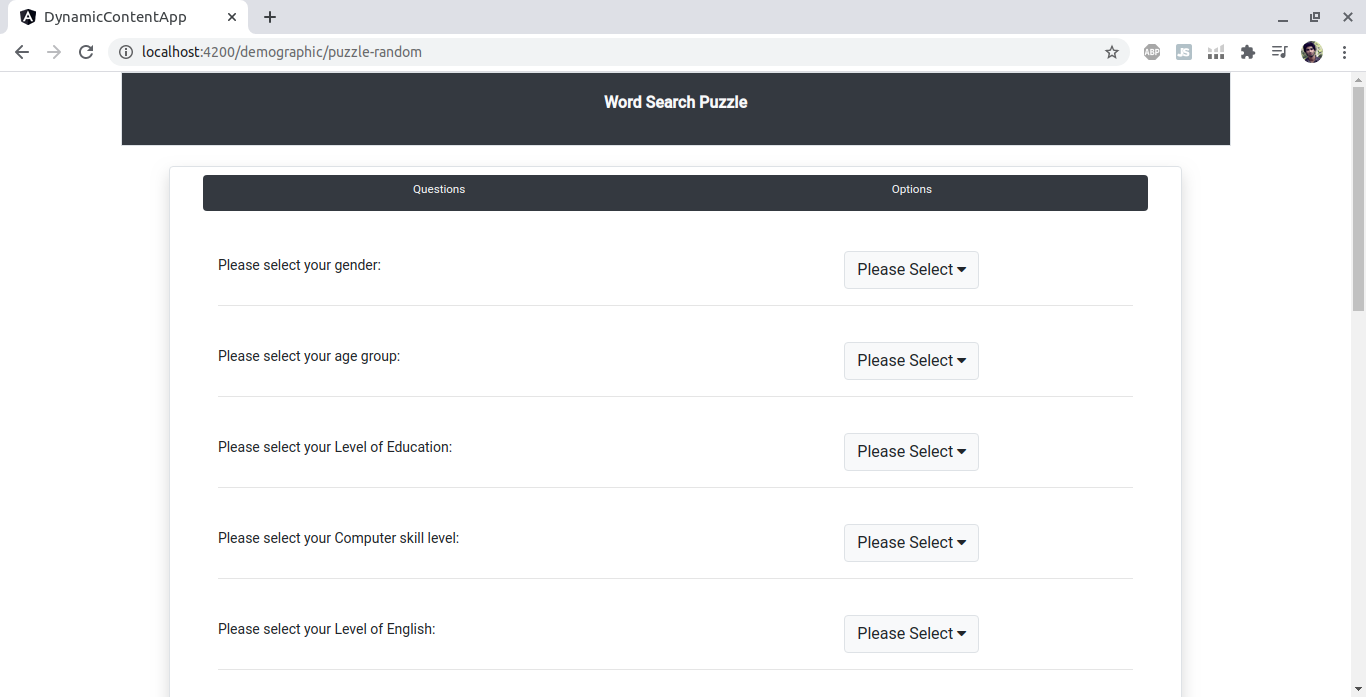 DynamicContentApp
localhost:4200/demographic/puzzle-random
ABP
JS
Word Search Puzzle
Questions Options
Please select your gender: Please Select
Please select your age group: Please Select
Please select your Level of Education: Please Select
Please select your Computer skill level: Please Select
Please select your Level of English: Please Select